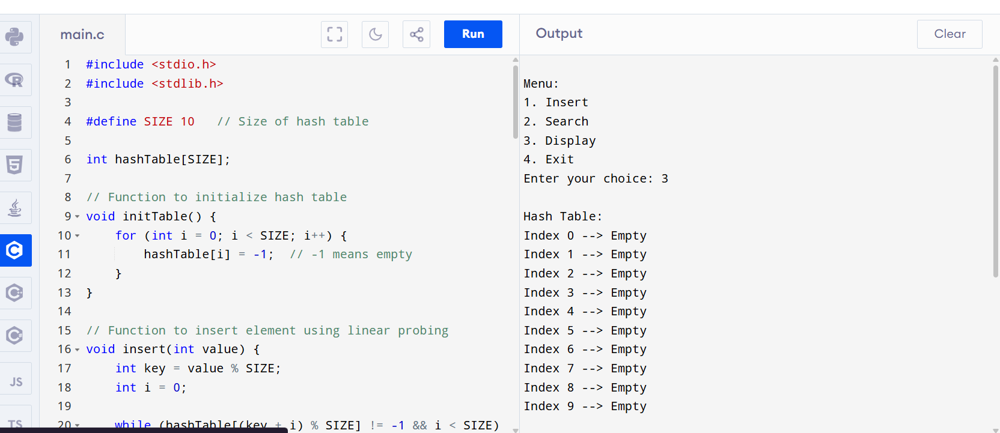 main.c
Run
Output
Clear
1 #include <stdio.h>
2 #include <stdlib.h>
3
4 #define SIZE 10   // Size of hash table
5
6 int hashTable[SIZE];
7
8 // Function to initialize hash table
9 void initTable() {
10     for (int i = 0; i < SIZE; i++) {
11         hashTable[i] = -1;  // -1 means empty
12     }
13 }
14
15 // Function to insert element using linear probing
16 void insert(int value) {
17     int key = value % SIZE;
18     int i = 0;
19
20     while (hashTable[(key + i) % SIZE] != -1 && i < SIZE)
Menu:
1. Insert
2. Search
3. Display
4. Exit
Enter your choice: 3
Hash Table:
Index 0 --> Empty
Index 1 --> Empty
Index 2 --> Empty
Index 3 --> Empty
Index 4 --> Empty
Index 5 --> Empty
Index 6 --> Empty
Index 7 --> Empty
Index 8 --> Empty
Index 9 --> Empty
R
5
C
C
C#
JS
TS